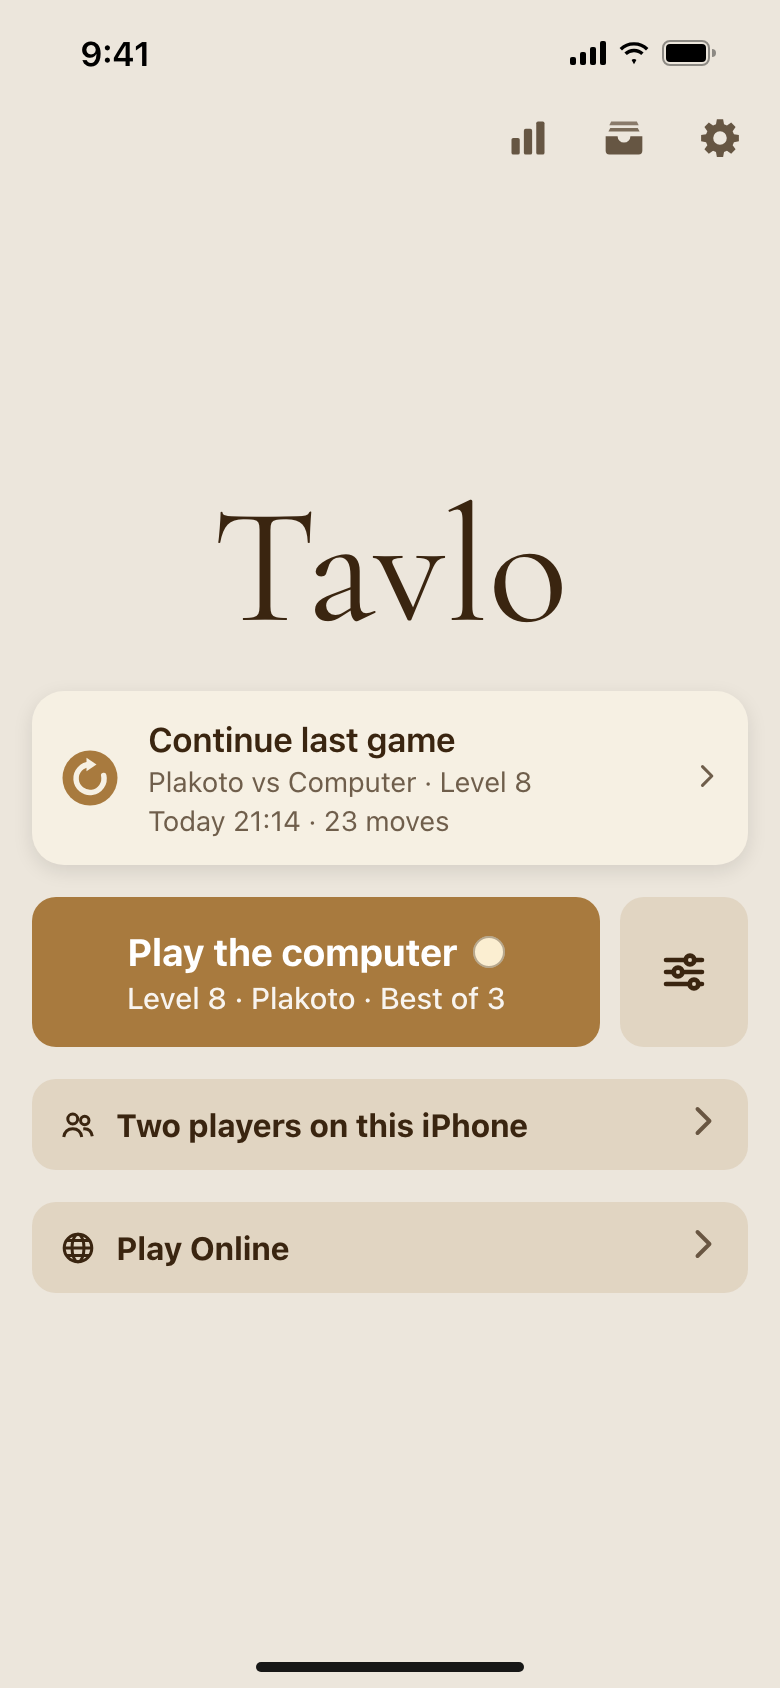 9:41
Tavlo
Continue last game
Plakoto vs Computer · Level 8
Today 21:14 · 23 moves
Play the computer
Level 8 · Plakoto · Best of 3
Two players on this iPhone
Play Online